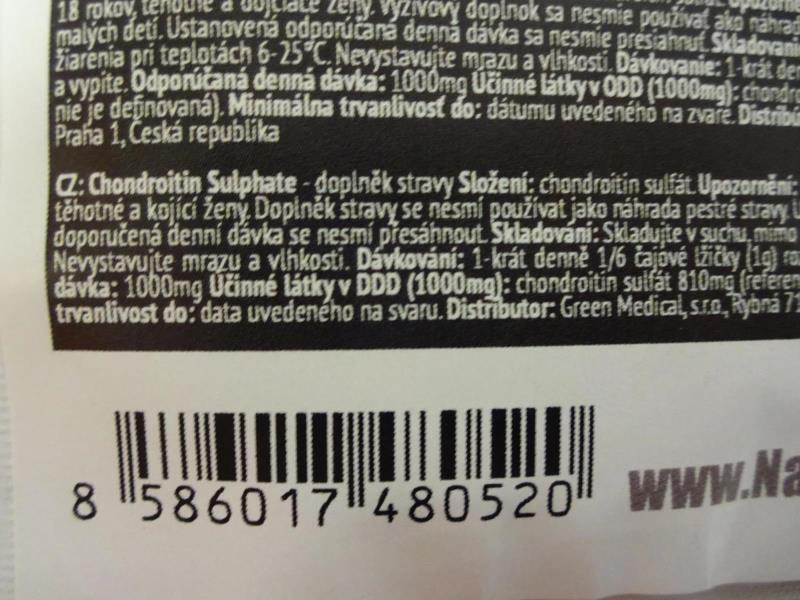 18 rokov, tehotné a dojčiace ženy. Výživový doplnok sa nesmie používať ako náhrad
malých detí. Ustanovená odporúčaná denná dávka sa nesmie presiahnuť. Skladovani
žiarenia pri teplotách 6-25°C. Nevystavujte mrazu a vlhkosti. Dávkovanie: 1-krát den
a vypite. Odporúčaná denná dávka: 1000mg Účinné látky v ODD (1000mg): chondro
nie je definovaná). Minimálna trvanlivosť do: dátumu uvedeného na zvare. Distribú
Praha 1, Česká republika
CZ: Chondroitin Sulphate - doplněk stravy Složení: chondroitin sulfát. Upozornění:
těhotné a kojící ženy. Doplněk stravy se nesmí používat jako náhrada pestré stravy. U
doporučená denní dávka se nesmí přesáhnout. Skladování: Skladujte v suchu, mimo
Nevystavujte mrazu a vlhkosti. Dávkování: 1-krát denně 1/6 čajové lžičky (1g) roz
dávka: 1000mg Účinné látky v DDD (1000mg): chondroitin sulfát 810mg (referen
trvanlivost do: data uvedeného na svaru. Distributor: Green Medical, s.r.o., Rybná 71
8 586017 480520
www.Na